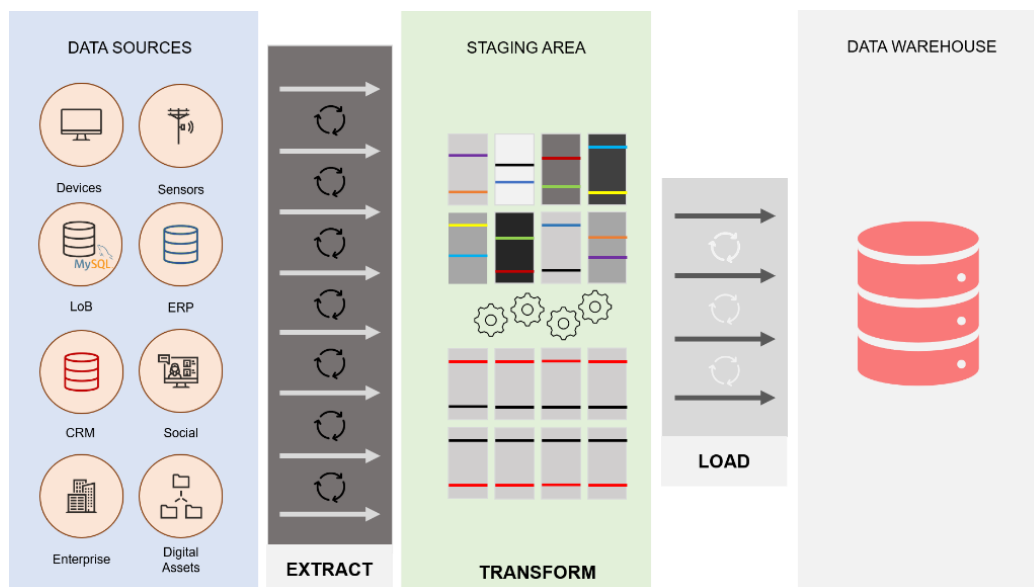 DATA SOURCES
STAGING AREA
DATA WAREHOUSE
Devices
Sensors
MySQL
LoB
ERP
CRM
Social
Enterprise
Digital
Assets
EXTRACT
TRANSFORM
LOAD